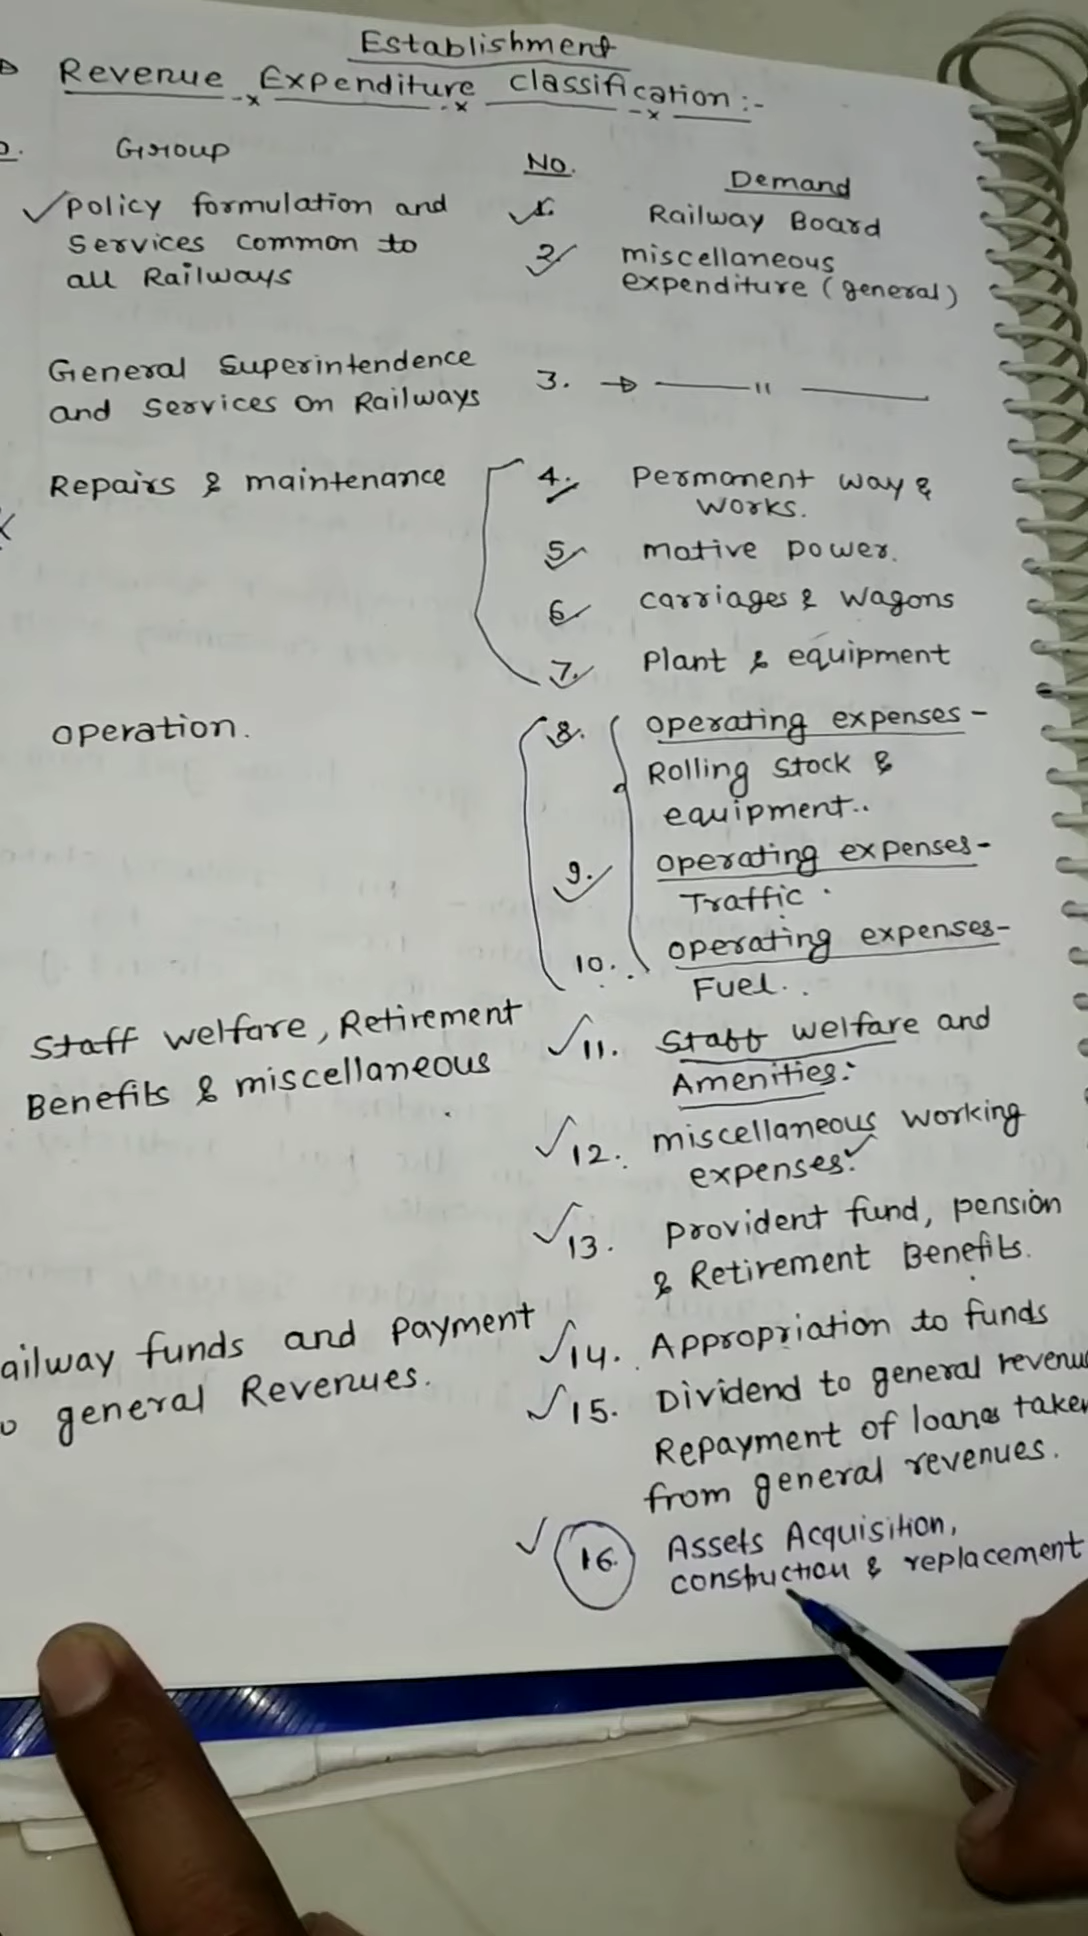 Establishment
Revenue Expenditure classification :-
Group No. Demand
Policy formulation and
Services Common to
all Railways
1. Railway Board
2. miscellaneous
expenditure (general)
General Superintendence
and Services on Railways
3. → —— " ——
Repairs & maintenance
4. Permanent way &
works.
5. motive power.
6. carriages & wagons
7. Plant & equipment
operation.
8. operating expenses -
Rolling Stock &
equipment..
9. operating expenses -
Traffic.
10. operating expenses -
Fuel..
Staff welfare, Retirement
Benefits & miscellaneous
11. Staff welfare and
Amenities:
12. miscellaneous working
expenses.
13. provident fund, pension
& Retirement Benefits.
ailway funds and payment
o general Revenues.
14. Appropriation to funds
15. Dividend to general revenu
Repayment of loans take
from general revenues.
16. Assets Acquisition,
construction & replacement